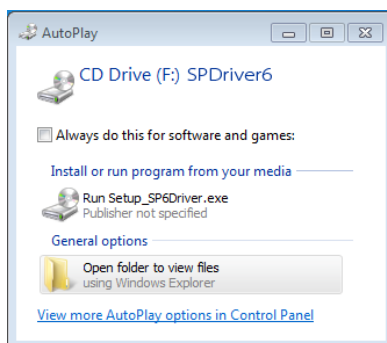 AutoPlay
CD Drive (F:) SPDriver6
Always do this for software and games:
Install or run program from your media
Run Setup_SP6Driver.exe
Publisher not specified
General options
Open folder to view files
using Windows Explorer
View more AutoPlay options in Control Panel